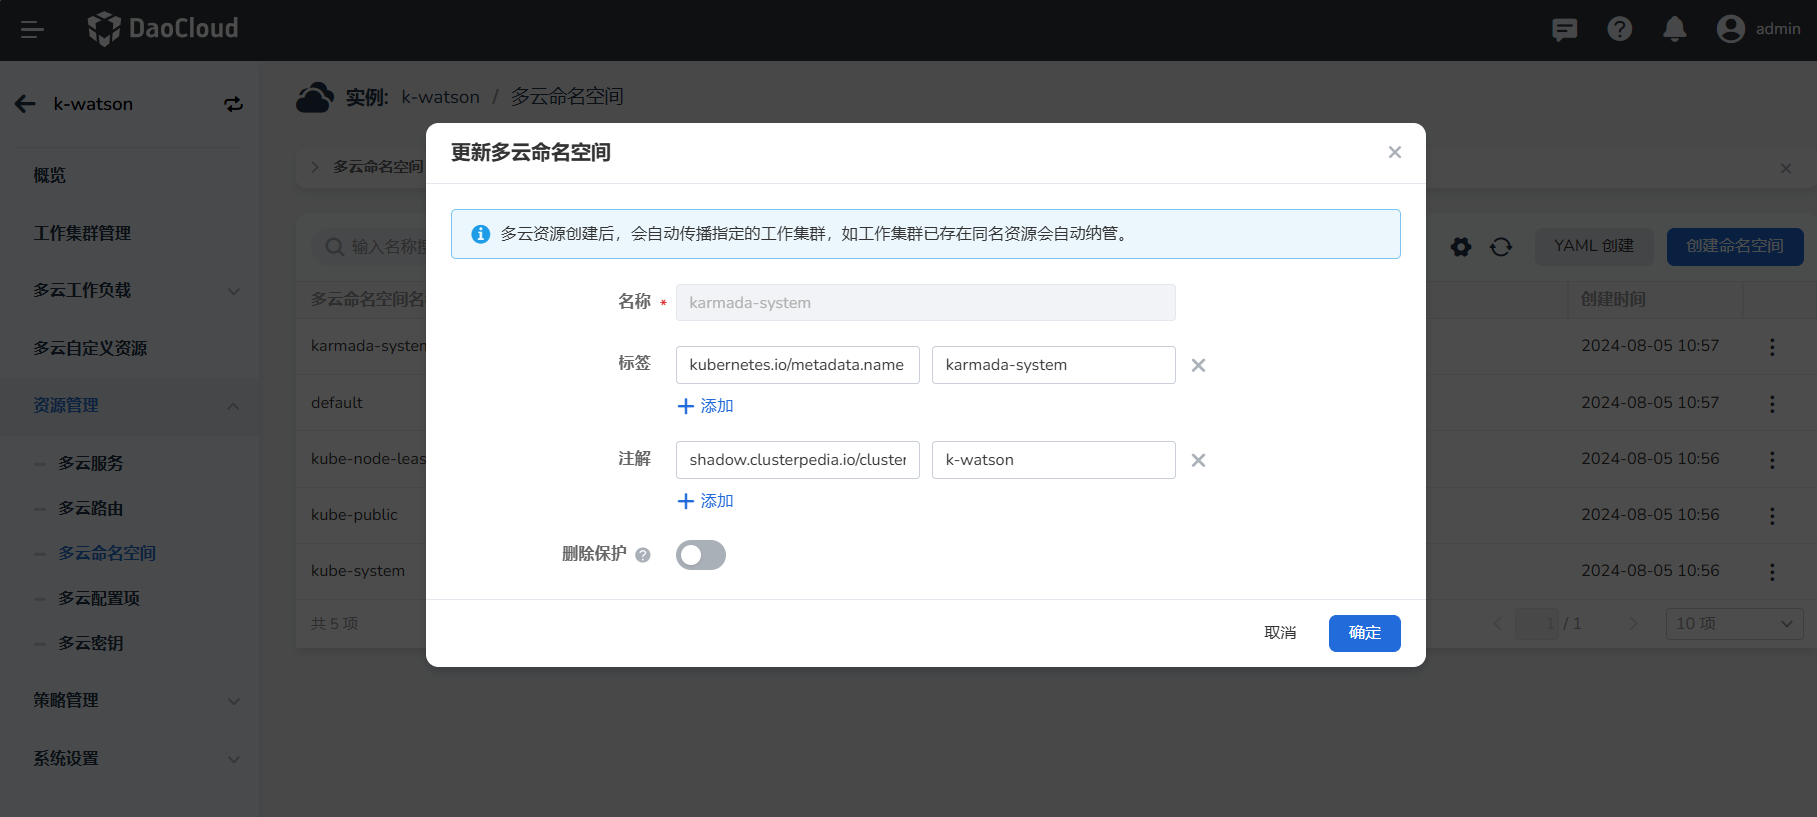 DaoCloud
admin
k-watson
实例: k-watson / 多云命名空间
概览
工作集群管理
多云工作负载
多云自定义资源
资源管理
多云服务
多云路由
多云命名空间
多云配置项
多云密钥
策略管理
系统设置
多云命名空间
输入名称
YAML 创建
创建命名空间
多云命名空间名
创建时间
karmada-system
2024-08-05 10:57
default
2024-08-05 10:57
kube-node-leas
2024-08-05 10:56
kube-public
2024-08-05 10:56
kube-system
2024-08-05 10:56
共 5 项
1 / 1
10 项
更新多云命名空间
多云资源创建后，会自动传播指定的工作集群，如工作集群已存在同名资源会自动纳管。
名称 * karmada-system
标签 kubernetes.io/metadata.name karmada-system
添加
注解 shadow.clusterpedia.io/cluster k-watson
添加
删除保护
取消
确定